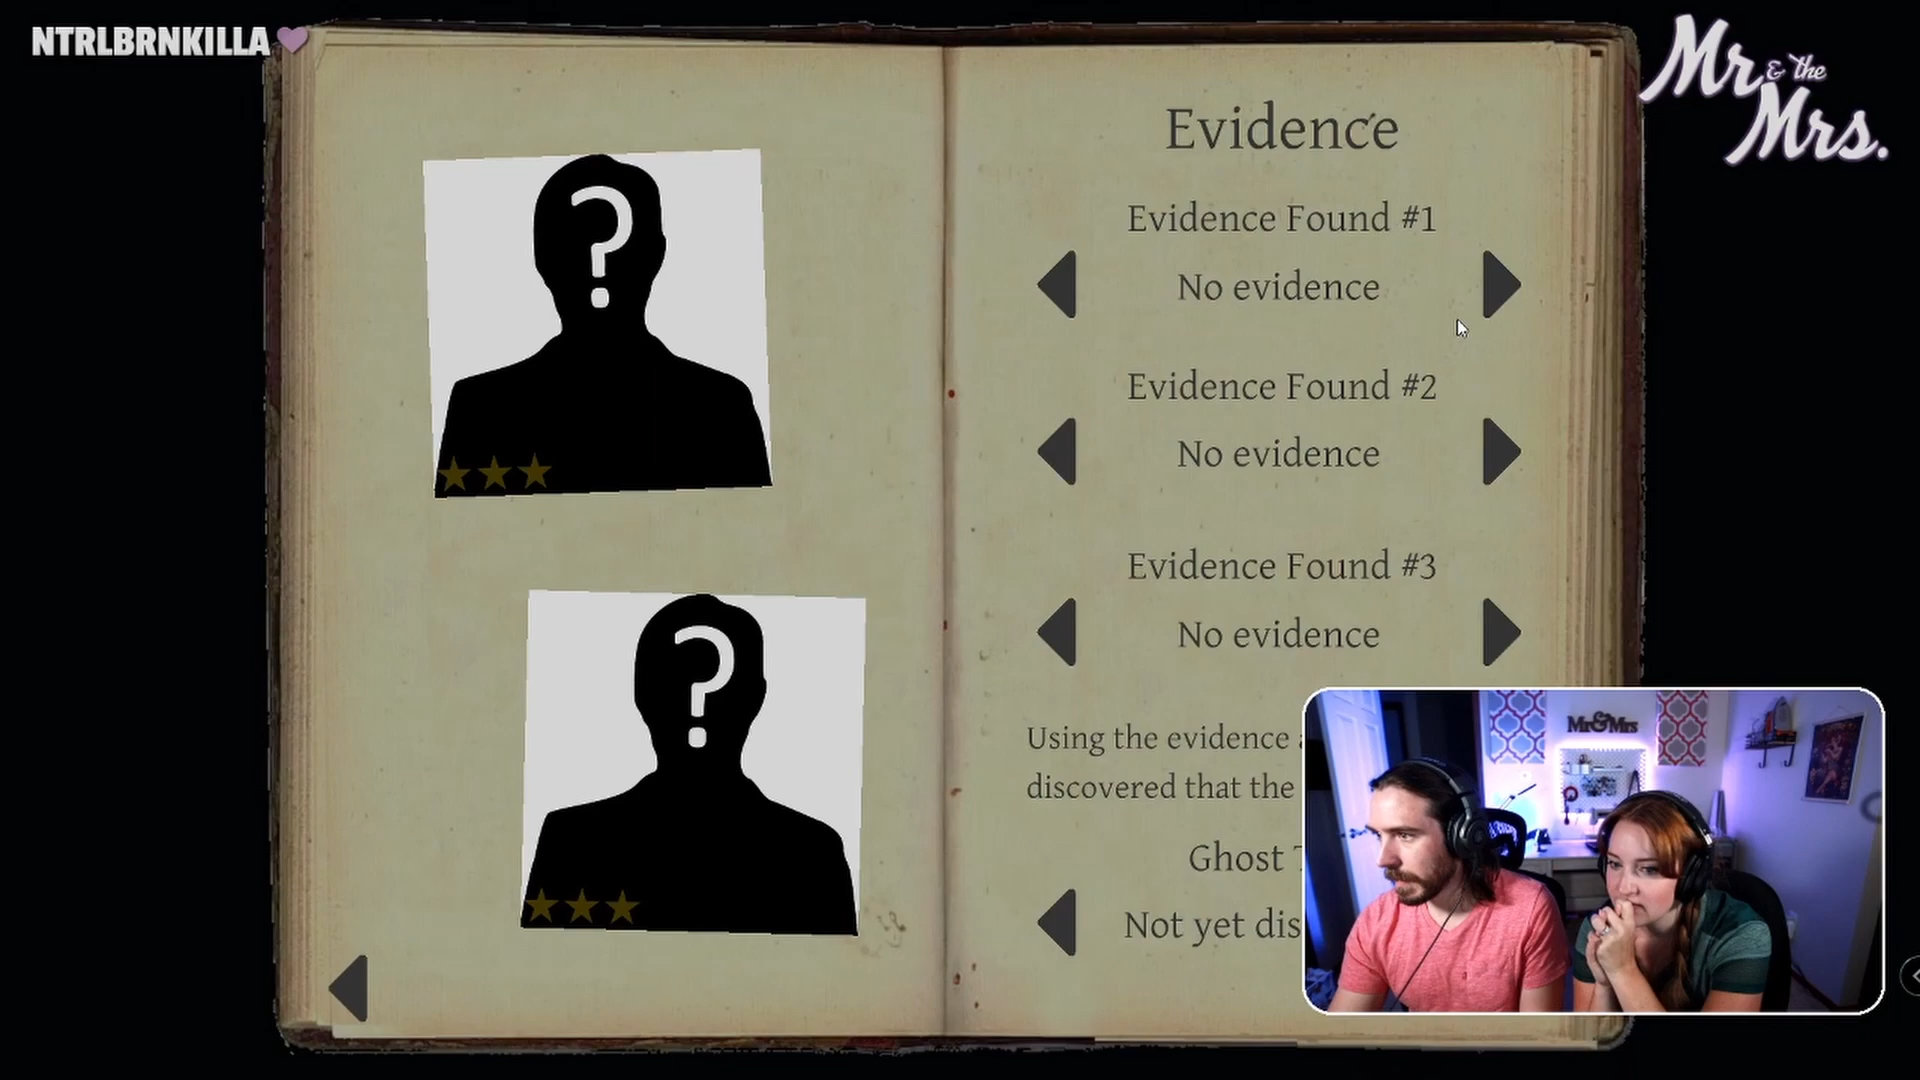 NTRLBRNKILLA
Mr & the
Mrs.
?
?
Evidence
Evidence Found #1
No evidence
Evidence Found #2
No evidence
Evidence Found #3
No evidence
Using the evidence
discovered that the
Ghost
Not yet dis
Mr&Mrs